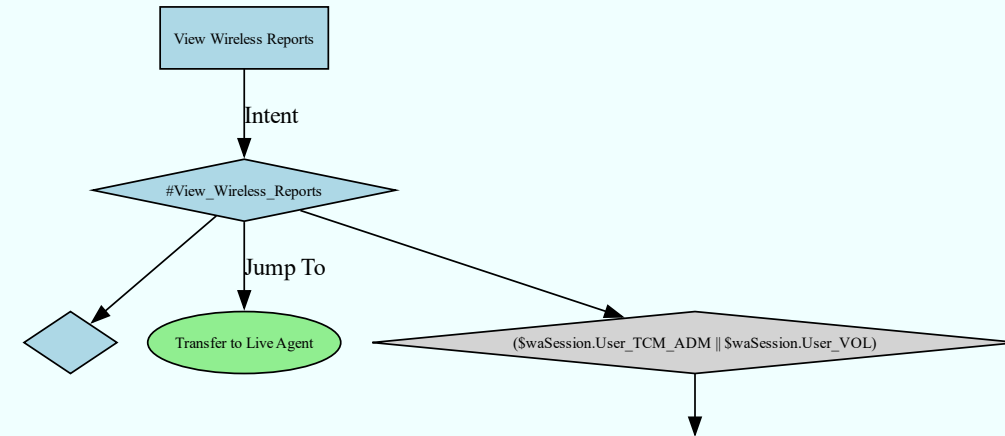 View Wireless Reports
Intent
#View_Wireless_Reports
Jump To
Transfer to Live Agent
($waSession.User_TCM_ADM || $waSession.User_VOL)